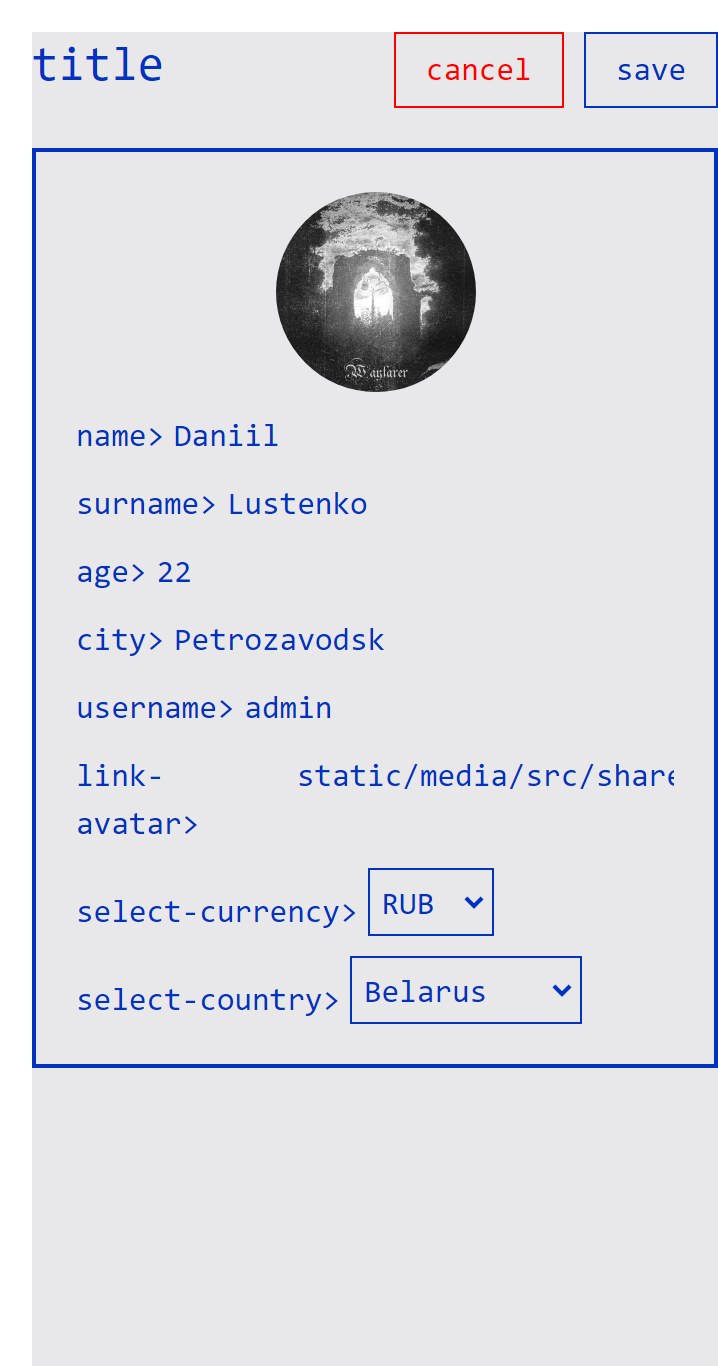 title cancel save
Wayfarer
name> Daniil
surname> Lustenko
age> 22
city> Petrozavodsk
username> admin
link- static/media/src/share
avatar>
select-currency> RUB
select-country> Belarus